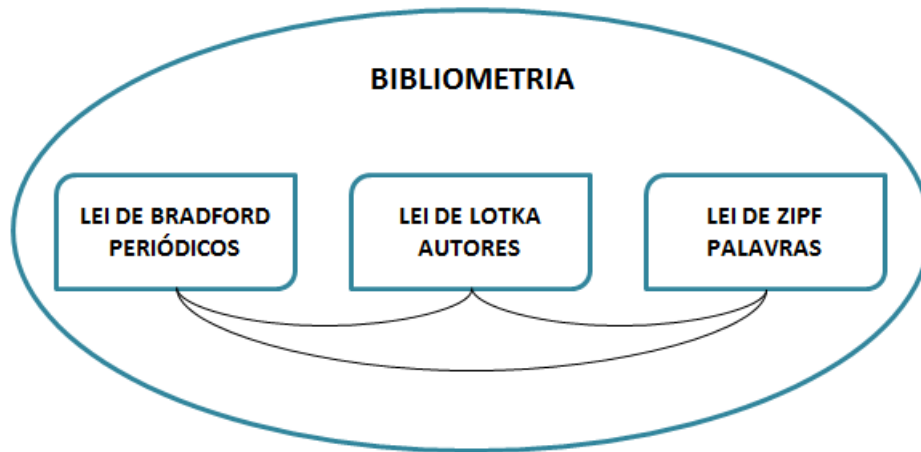 BIBLIOMETRIA
LEI DE BRADFORD
PERIÓDICOS
LEI DE LOTKA
AUTORES
LEI DE ZIPF
PALAVRAS